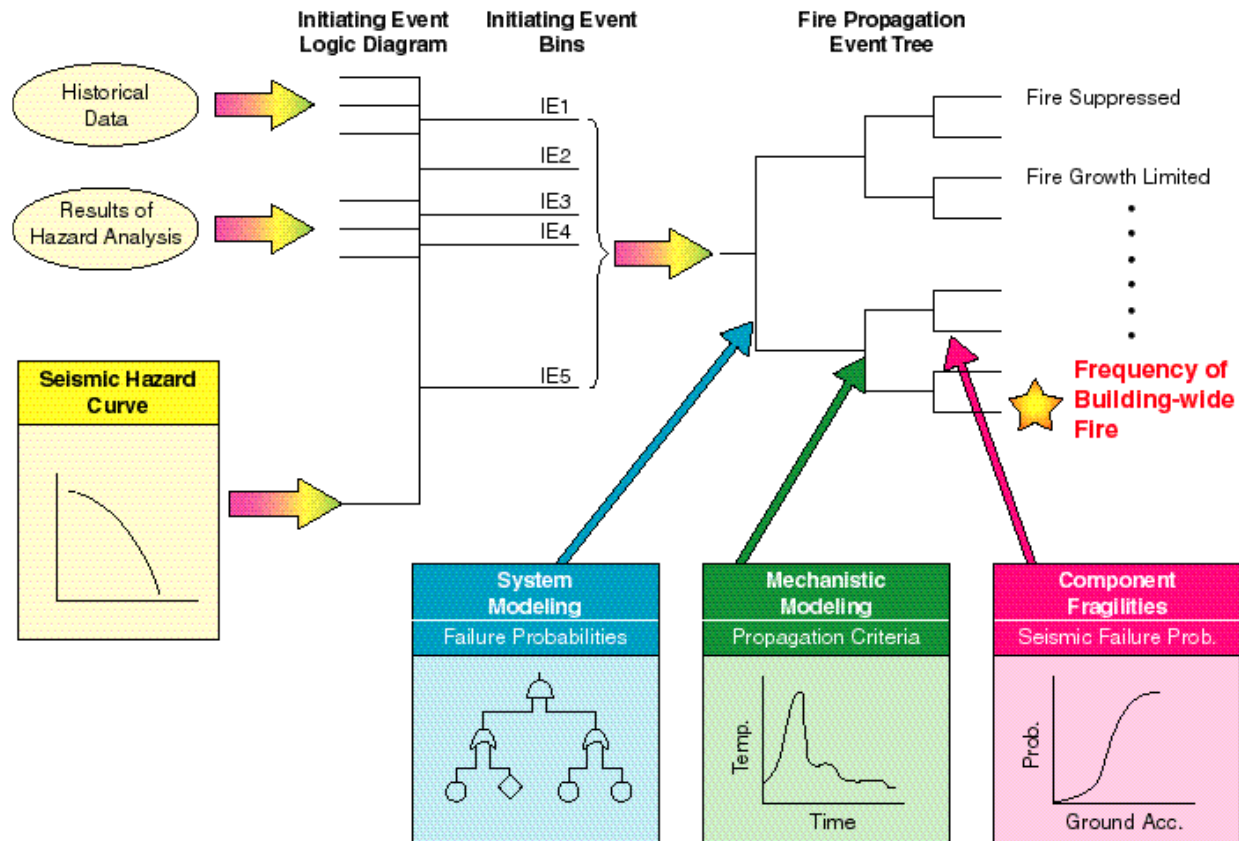 Initiating Event
Logic Diagram
Initiating Event
Bins
Fire Propagation
Event Tree
Historical
Data
Results of
Hazard Analysis
IE1
IE2
IE3
IE4
IE5
Fire Suppressed
Fire Growth Limited
Frequency of
Building-wide
Fire
Seismic Hazard
Curve
System
Modeling
Failure Probabilities
Mechanistic
Modeling
Propagation Criteria
Temp.
Time
Component
Fragilities
Seismic Failure Prob.
Prob.
Ground Acc.